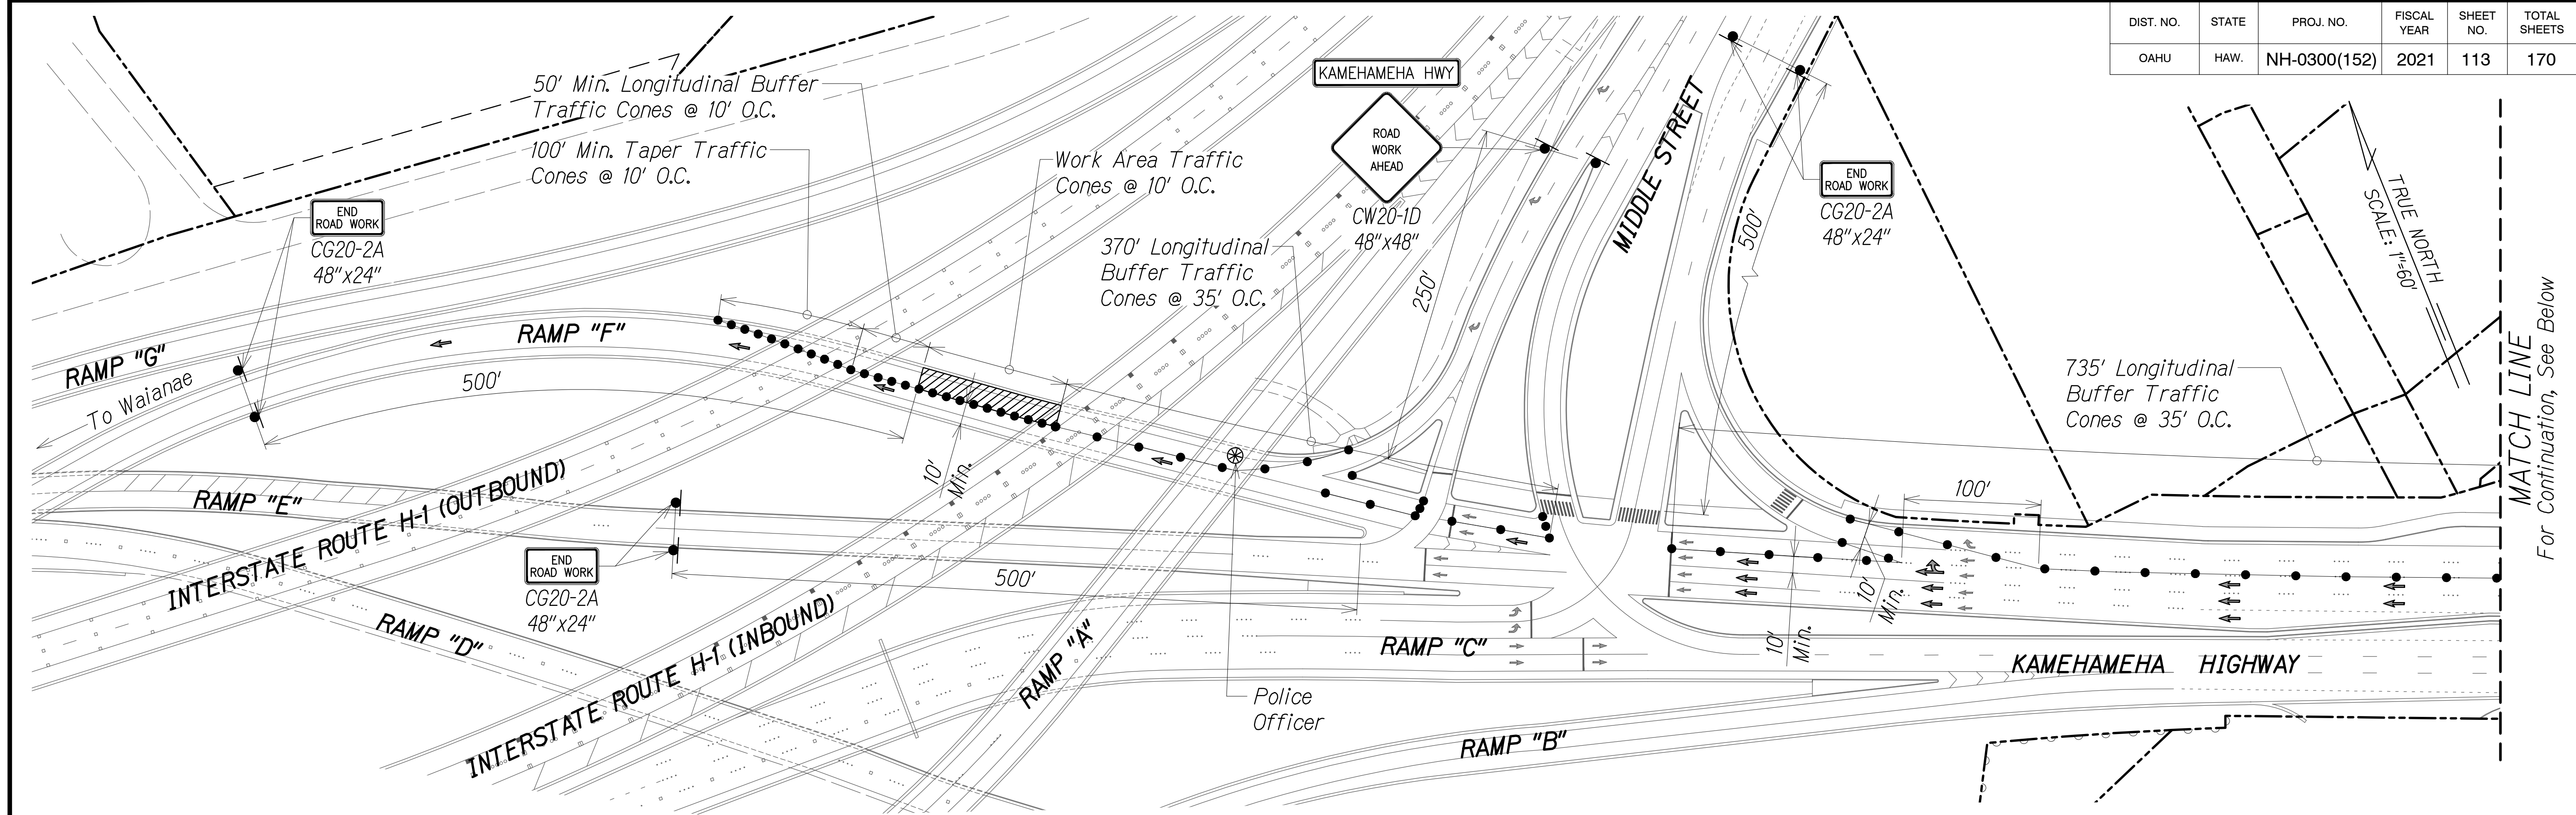 DIST. NO. STATE PROJ. NO. FISCAL YEAR SHEET NO. TOTAL SHEETS
OAHU HAW. NH-0300(152) 2021 113 170
50' Min. Longitudinal Buffer
Traffic Cones @ 10' O.C.
100' Min. Taper Traffic
Cones @ 10' O.C.
Work Area Traffic
Cones @ 10' O.C.
KAMEHAMEHA HWY
ROAD
WORK
AHEAD
CW20-1D
48"x48"
370' Longitudinal
Buffer Traffic
Cones @ 35' O.C.
250'
MIDDLE STREET
500'
END
ROAD WORK
CG20-2A
48"x24"
TRUE NORTH
SCALE: 1"=60'
MATCH LINE
For Contiuation, See Below
735' Longitudinal
Buffer Traffic
Cones @ 35' O.C.
END
ROAD WORK
CG20-2A
48"x24"
RAMP "G"
To Waianae
RAMP "F"
500'
10'
Min.
100'
10'
Min.
10'
Min.
RAMP "E"
INTERSTATE ROUTE H-1 (OUTBOUND)
END
ROAD WORK
CG20-2A
48"x24"
500'
RAMP "D"
INTERSTATE ROUTE H-1 (INBOUND)
RAMP "A"
RAMP "C"
KAMEHAMEHA HIGHWAY
Police
Officer
RAMP "B"